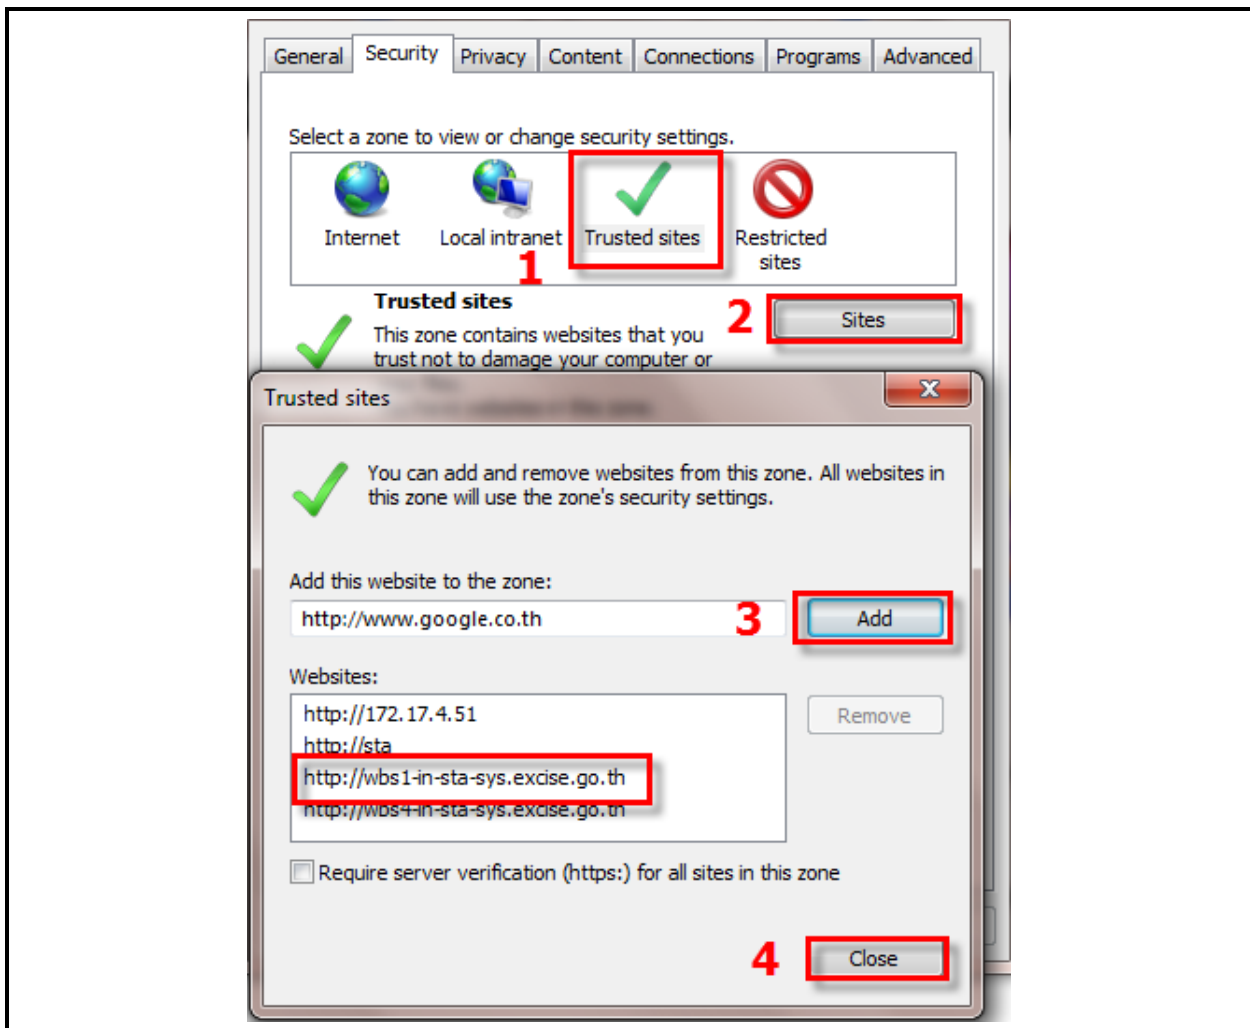 General Security Privacy Content Connections Programs Advanced
Select a zone to view or change security settings.
Internet
Local intranet
Trusted sites
Restricted
sites
1
Trusted sites
This zone contains websites that you
trust not to damage your computer or
2
Sites
Trusted sites
You can add and remove websites from this zone. All websites in
this zone will use the zone's security settings.
Add this website to the zone:
http://www.google.co.th
3
Add
Websites:
http://172.17.4.51
http://sta
http://wbs1-in-sta-sys.excise.go.th
http://wbs4-in-sta-sys.excise.go.th
Remove
Require server verification (https:) for all sites in this zone
4
Close